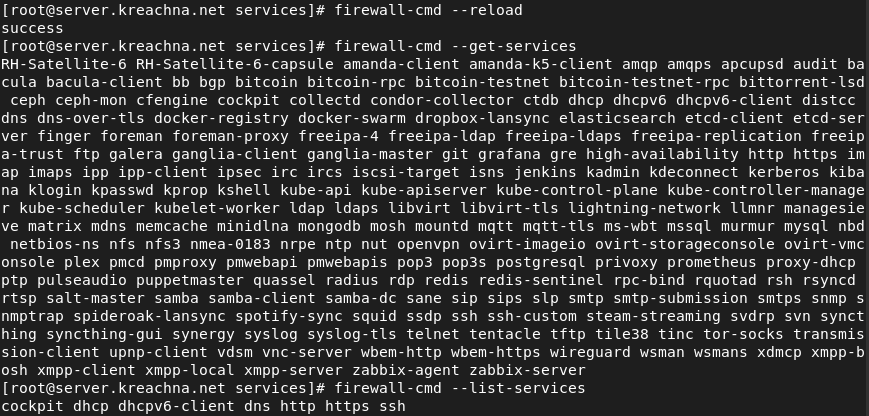 [root@server.kreachna.net services]# firewall-cmd --reload
success
[root@server.kreachna.net services]# firewall-cmd --get-services
RH-Satellite-6 RH-Satellite-6-capsule amanda-client amanda-k5-client amqp amqps apcupsd audit ba
cula bacula-client bb bgp bitcoin bitcoin-rpc bitcoin-testnet bitcoin-testnet-rpc bittorrent-lsd
 ceph ceph-mon cfengine cockpit collectd condor-collector ctdb dhcp dhcpv6 dhcpv6-client distcc
dns dns-over-tls docker-registry docker-swarm dropbox-lansync elasticsearch etcd-client etcd-ser
ver finger foreman foreman-proxy freeipa-4 freeipa-ldap freeipa-ldaps freeipa-replication freeip
a-trust ftp galera ganglia-client ganglia-master git grafana gre high-availability http https im
ap imaps ipp ipp-client ipsec irc ircs iscsi-target isns jenkins kadmin kdeconnect kerberos kiba
na klogin kpasswd kprop kshell kube-api kube-apiserver kube-control-plane kube-controller-manage
r kube-scheduler kubelet-worker ldap ldaps libvirt libvirt-tls lightning-network llmnr managesie
ve matrix mdns memcache minidlna mongodb mosh mountd mqtt mqtt-tls ms-wbt mssql murmur mysql nbd
 netbios-ns nfs nfs3 nmea-0183 nrpe ntp nut openvpn ovirt-imageio ovirt-storageconsole ovirt-vmc
onsole plex pmcd pmproxy pmwebapi pmwebapis pop3 pop3s postgresql privoxy prometheus proxy-dhcp
ptp pulseaudio puppetmaster quassel radius rdp redis redis-sentinel rpc-bind rquotad rsh rsyncd
rtsp salt-master samba samba-client samba-dc sane sip sips slp smtp smtp-submission smtps snmp s
nmptrap spideroak-lansync spotify-sync squid ssdp ssh ssh-custom steam-streaming svdrp svn synct
hing syncthing-gui synergy syslog syslog-tls telnet tentacle tftp tile38 tinc tor-socks transmis
sion-client upnp-client vdsm vnc-server wbem-http wbem-https wireguard wsman wsmans xdmcp xmpp-b
osh xmpp-client xmpp-local xmpp-server zabbix-agent zabbix-server
[root@server.kreachna.net services]# firewall-cmd --list-services
cockpit dhcp dhcpv6-client dns http https ssh